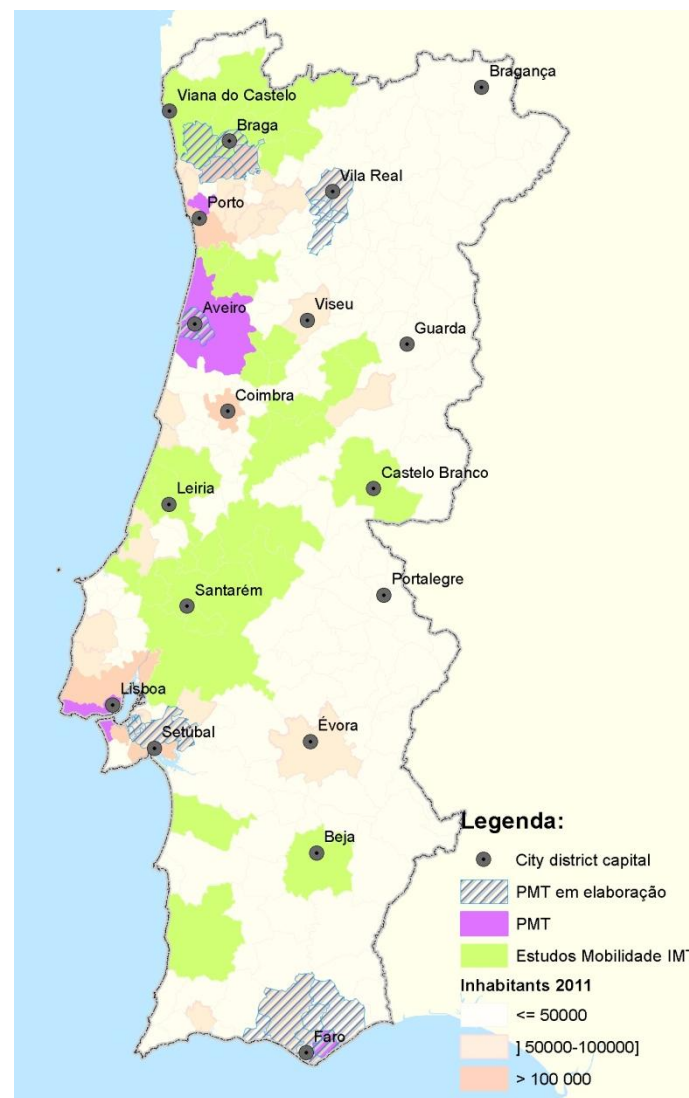 Bragança
Viana do Castelo
Braga
Vila Real
Porto
Aveiro
Viseu
Guarda
Coimbra
Castelo Branco
Leiria
Portalegre
Santarém
Lisboa
Setúbal
Évora
Beja
Faro
Legenda:
City district capital
PMT em elaboração
PMT
Estudos Mobilidade IMT
Inhabitants 2011
<= 50000
] 50000-100000]
> 100 000